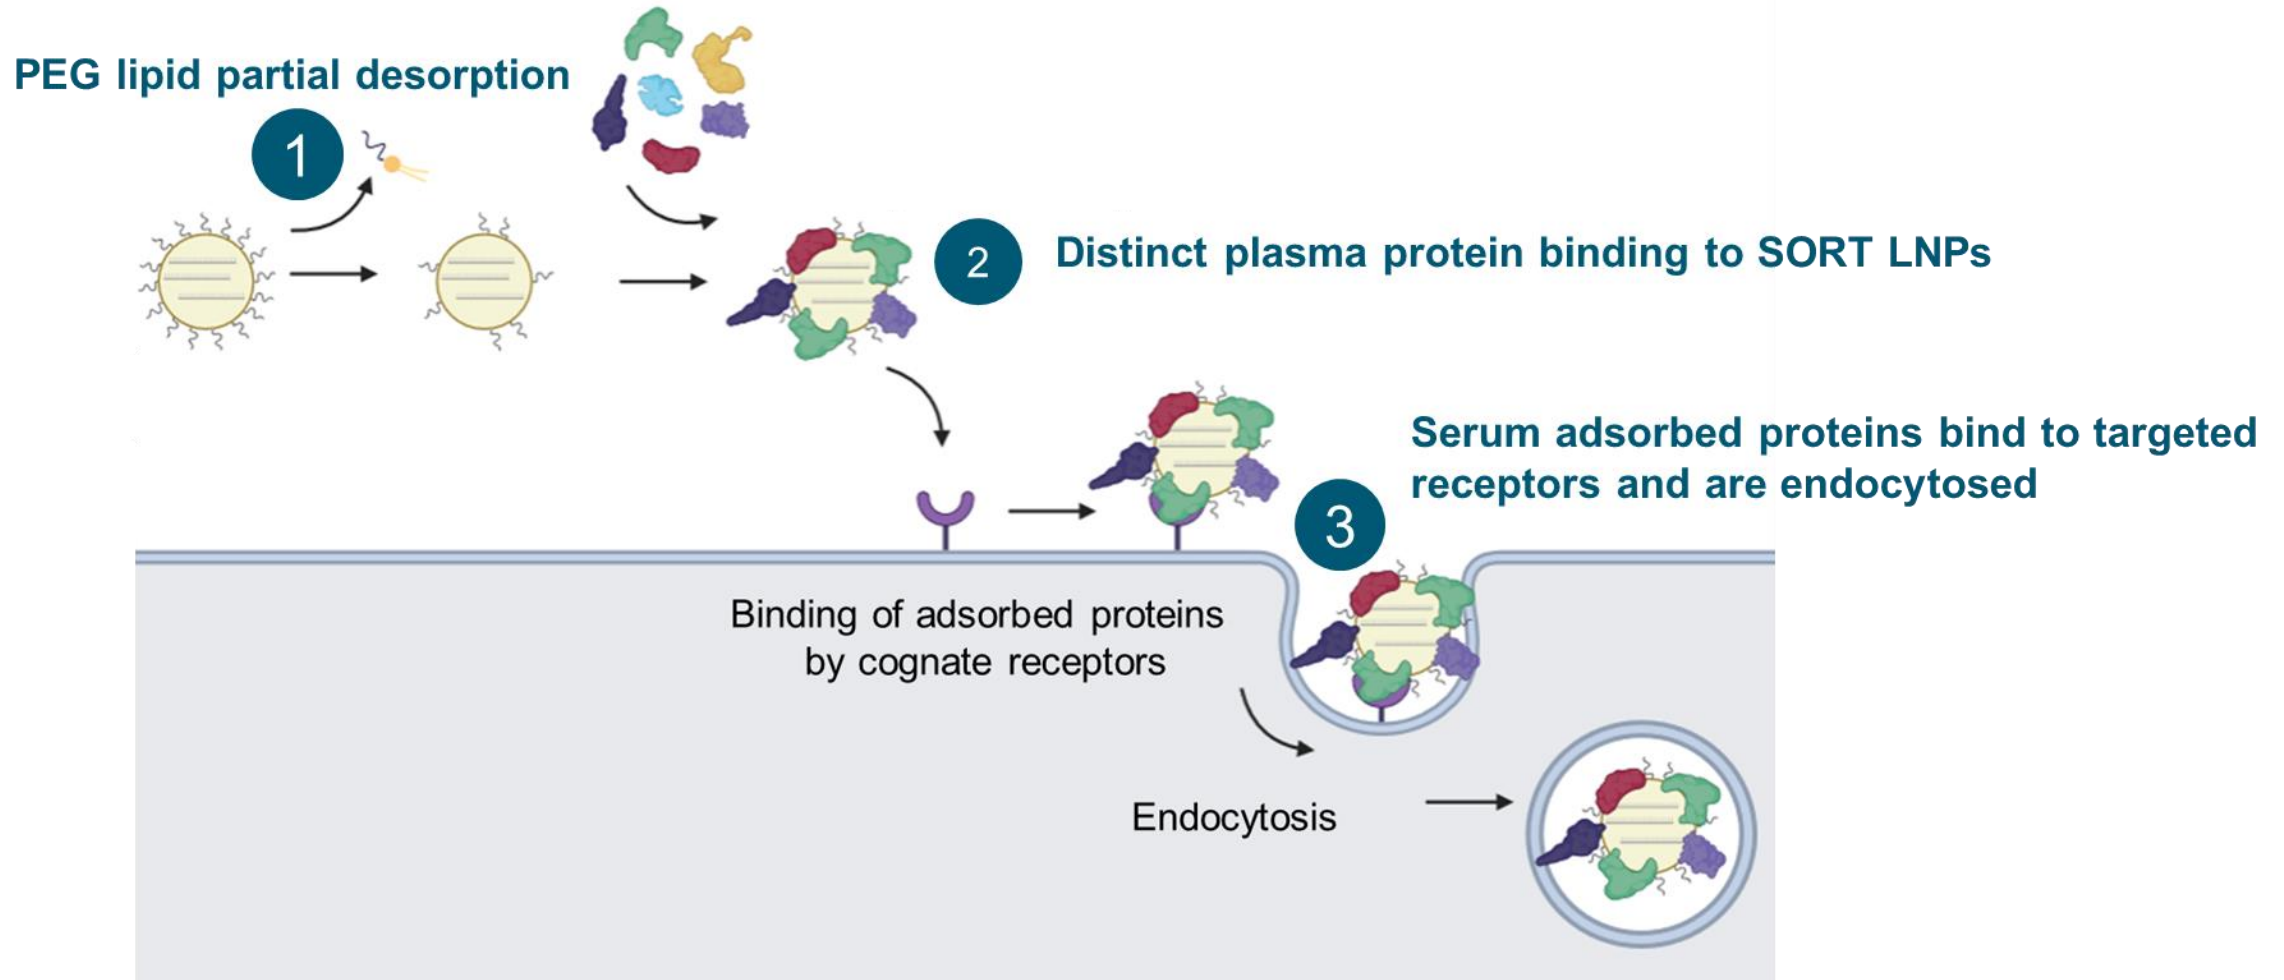 PEG lipid partial desorption
1
2
Distinct plasma protein binding to SORT LNPs
Serum adsorbed proteins bind to targeted
receptors and are endocytosed
3
Binding of adsorbed proteins
by cognate receptors
Endocytosis